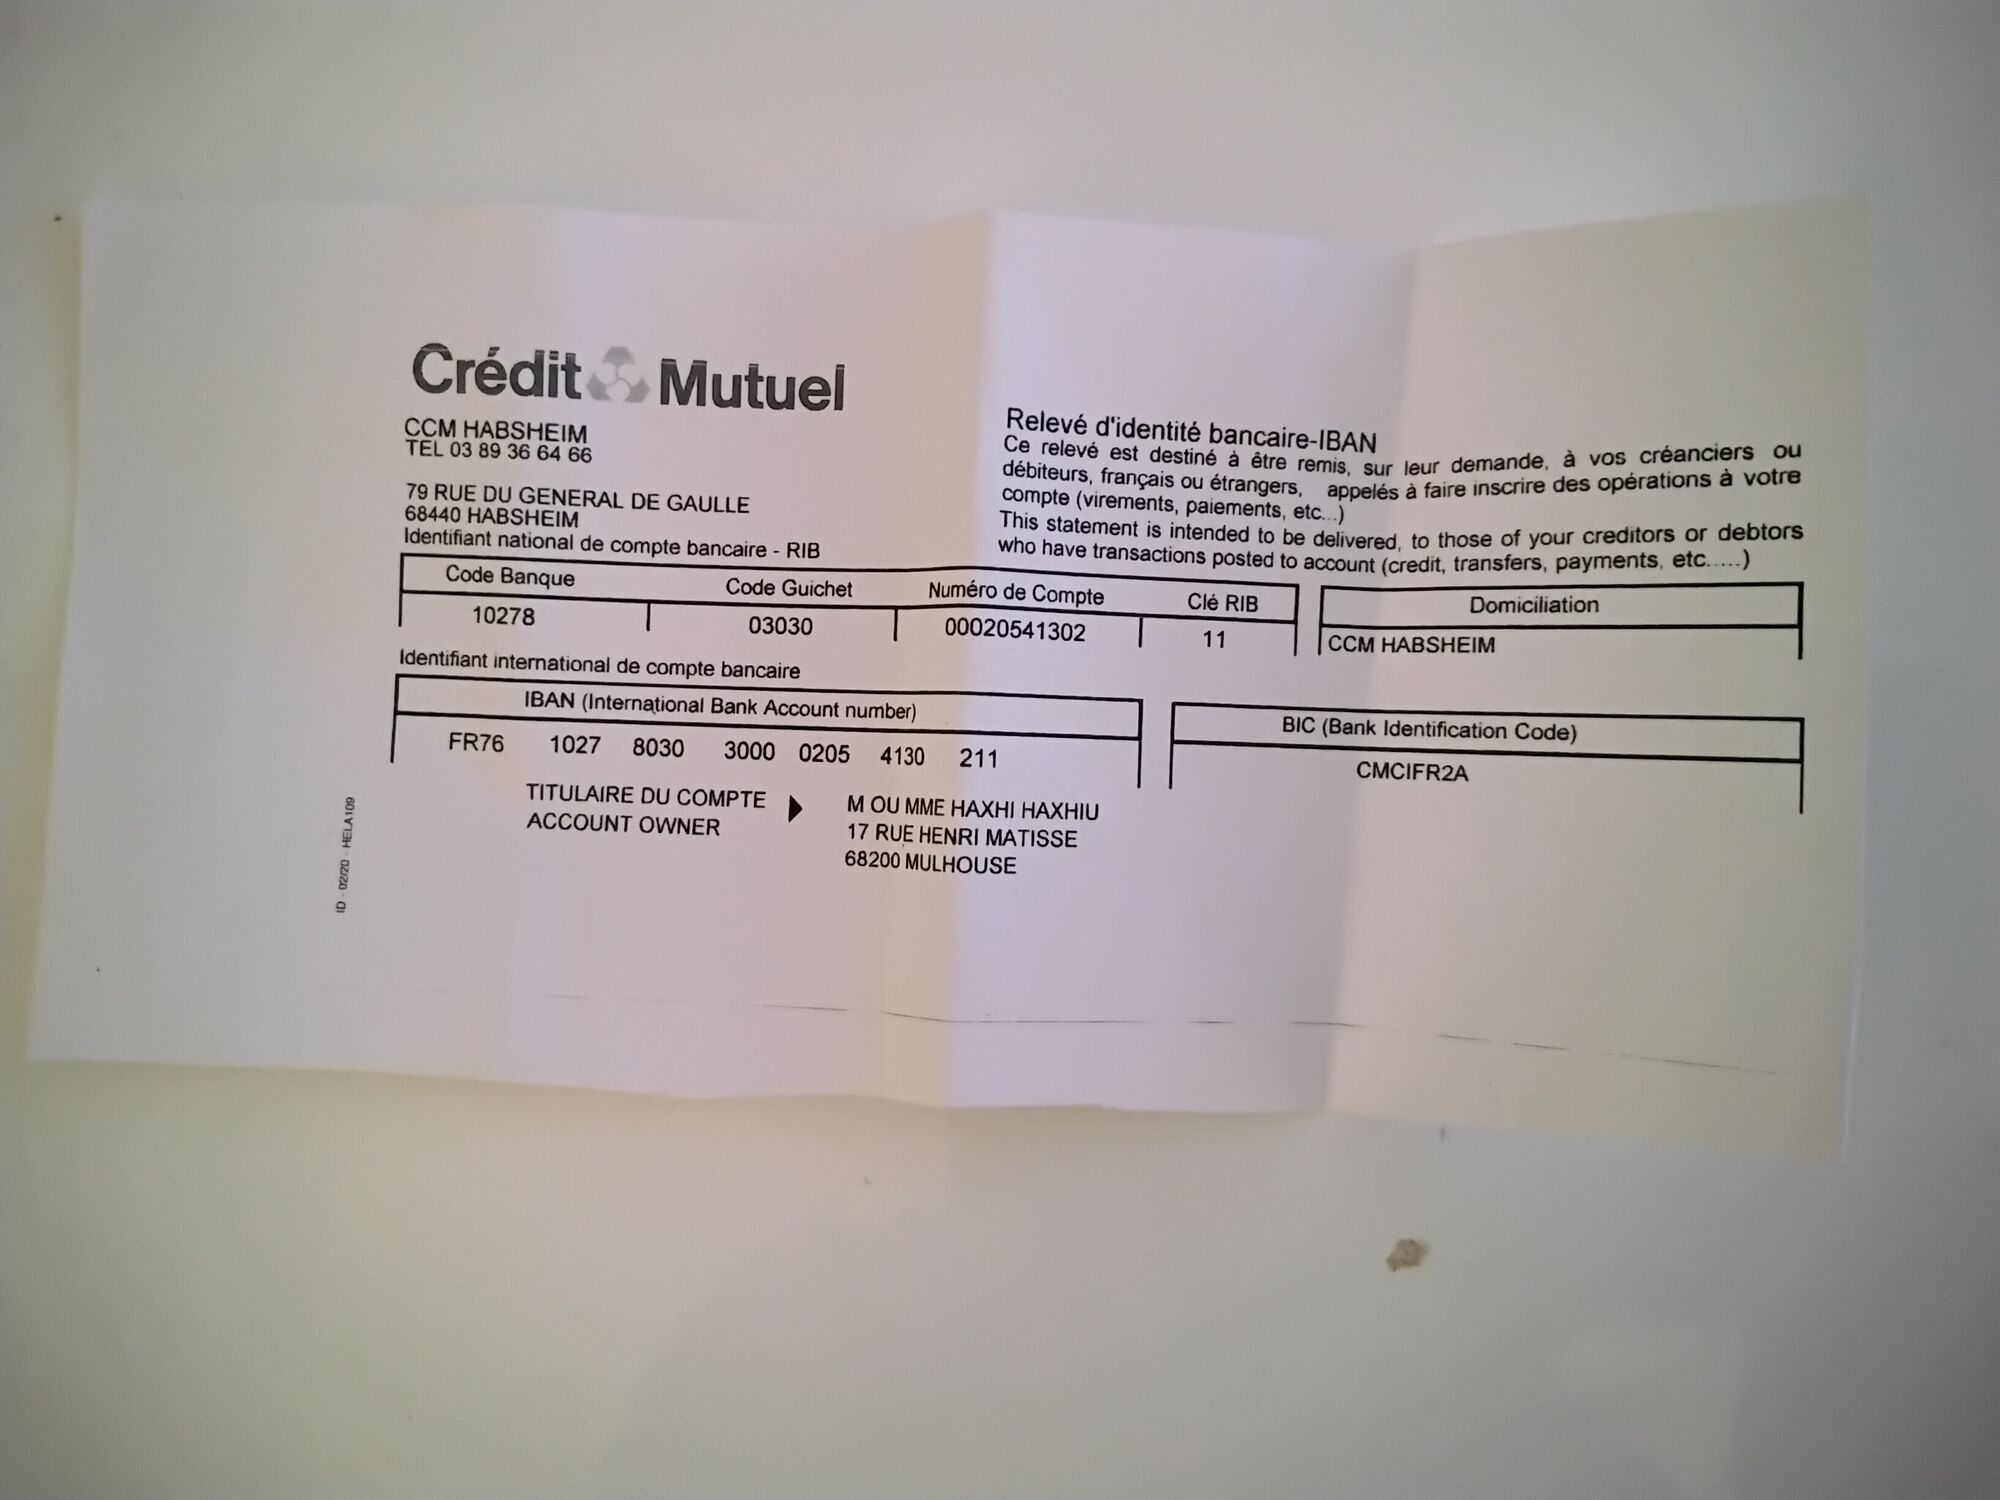 Crédit Mutuel
CCM HABSHEIM
TEL 03 89 36 64 66
79 RUE DU GENERAL DE GAULLE
68440 HABSHEIM
Relevé d'identité bancaire-IBAN
Ce relevé est destiné à être remis, sur leur demande, à vos créanciers ou
débiteurs, français ou étrangers, appelés à faire inscrire des opérations à votre
compte (virements, paiements, etc...)
This statement is intended to be delivered, to those of your creditors or debtors
who have transactions posted to account (credit, transfers, payments, etc.....)
Identifiant national de compte bancaire - RIB
Code Banque Code Guichet Numéro de Compte Clé RIB Domiciliation
10278 03030 00020541302 11 CCM HABSHEIM
Identifiant international de compte bancaire
IBAN (International Bank Account number) BIC (Bank Identification Code)
FR76 1027 8030 3000 0205 4130 211 CMCIFR2A
TITULAIRE DU COMPTE M OU MME HAXHI HAXHIU
ACCOUNT OWNER 17 RUE HENRI MATISSE
68200 MULHOUSE
ID - 02/20 - HELA109